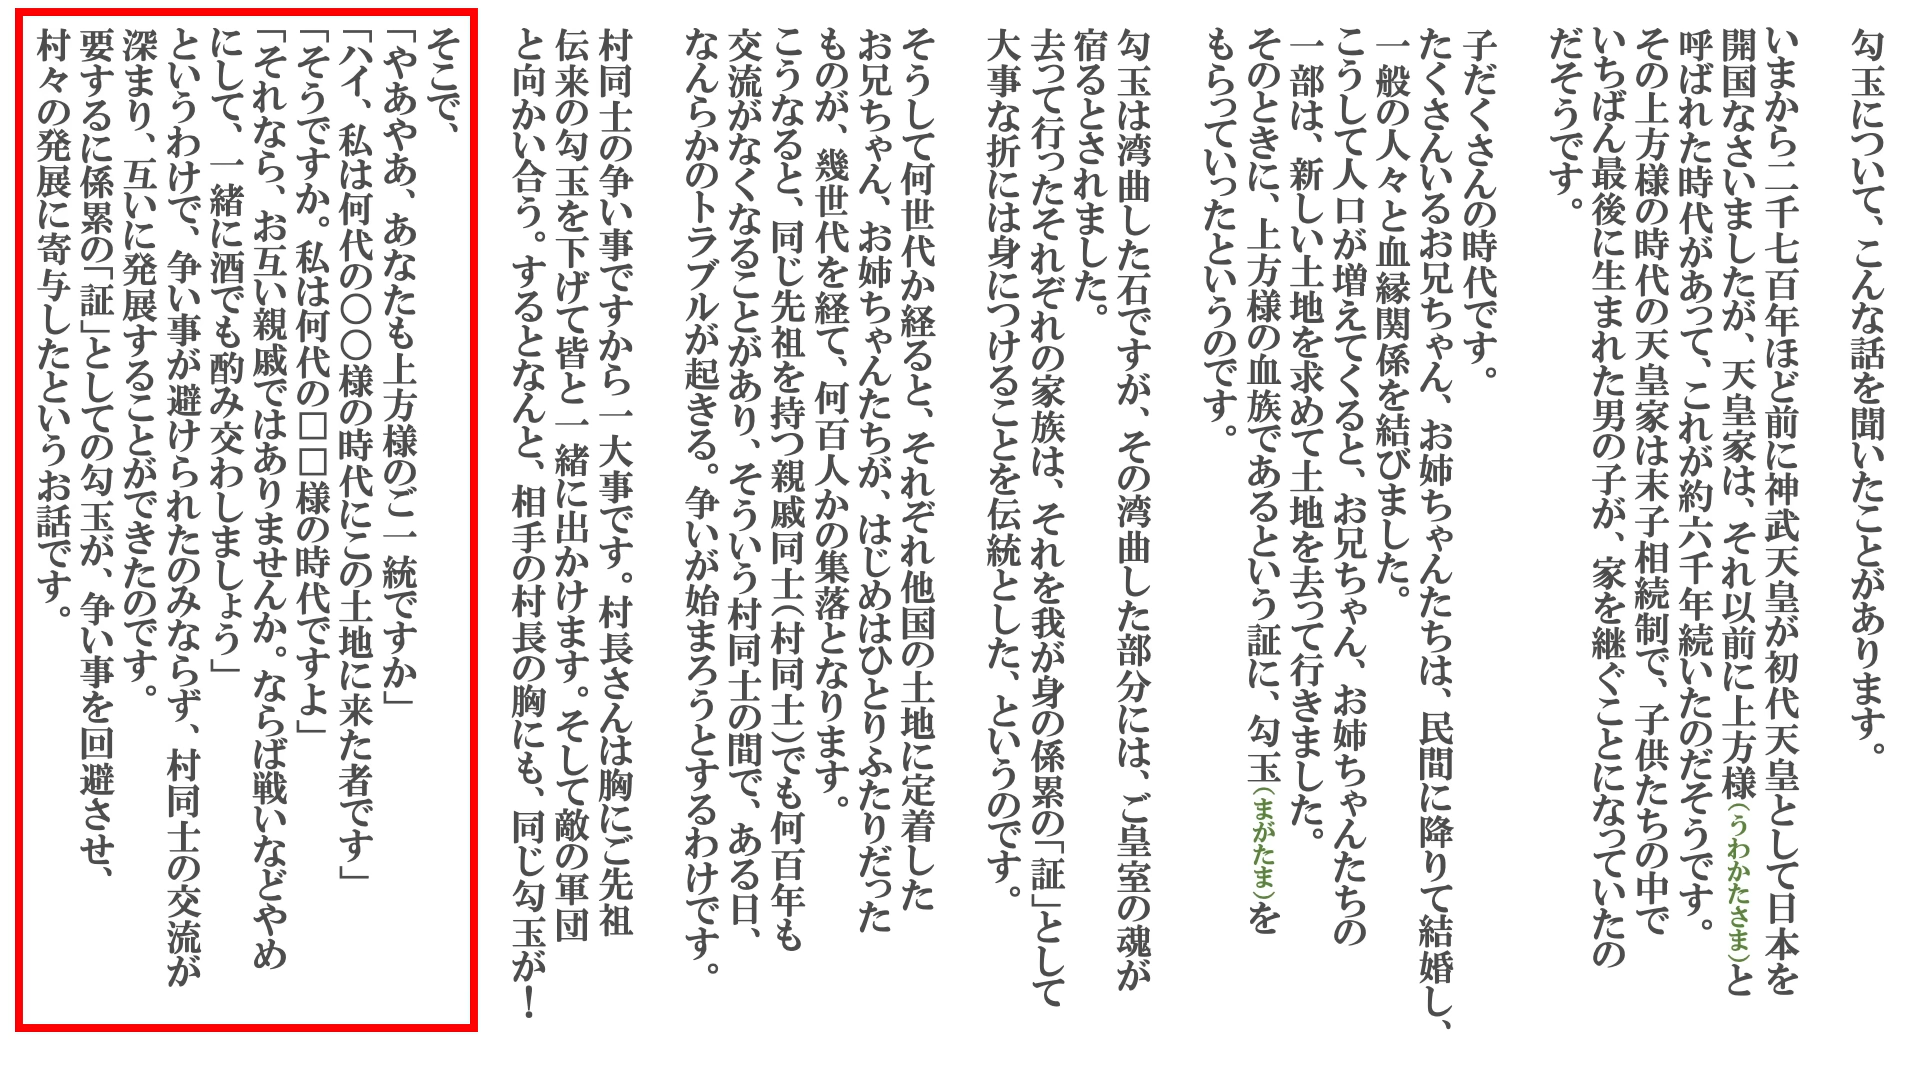 勾玉について、こんな話を聞いたことがあります。
いまから二千七百年ほど前に神武天皇が初代天皇として日本を
開国なさいましたが、天皇家は、それ以前に上方様（うわかたさま）と
呼ばれた時代があって、これが約六千年続いたのだそうです。
その上方様の時代の天皇家は末子相続制で、子供たちの中で
いちばん最後に生まれた男の子が、家を継ぐことになっていたの
だそうです。
子だくさんの時代です。
たくさんいるお兄ちゃん、お姉ちゃんたちは、民間に降りて結婚し、
一般の人々と血縁関係を結びました。
こうして人口が増えてくると、お兄ちゃん、お姉ちゃんたちの
一部は、新しい土地を求めて土地を去って行きました。
そのときに、上方様の血族であるという証に、勾玉（まがたま）を
もらっていったというのです。
勾玉は湾曲した石ですが、その湾曲した部分には、ご皇室の魂が
宿るとされました。
去って行ったそれぞれの家族は、それを我が身の係累の「証」として
大事な折には身につけることを伝統とした、というのです。
そうして何世代か経ると、それぞれ他国の土地に定着した
お兄ちゃん、お姉ちゃんたちが、はじめはひとりふたりだった
ものが、幾世代を経て、何百人かの集落となります。
こうなると、同じ先祖を持つ親戚同士（村同士）でも何百年も
交流がなくなることがあり、そういう村同士の間で、ある日、
なんらかのトラブルが起きる。争いが始まろうとするわけです。
村同士の争い事ですから一大事です。村長さんは胸にご先祖
伝来の勾玉を下げて皆と一緒に出かけます。そして敵の軍団
と向かい合う。するとなんと、相手の村長の胸にも、同じ勾玉が！
そこで、
「やあやあ、あなたも上方様のご一統ですか」
「ハイ、私は何代の〇〇様の時代にこの土地に来た者です」
「そうですか。私は何代の□□様の時代ですよ」
「それなら、お互い親戚ではありませんか。ならば戦いなどやめ
にして、一緒に酒でも酌み交わしましょう」
というわけで、争い事が避けられたのみならず、村同士の交流が
深まり、互いに発展することができたのです。
要するに係累の「証」としての勾玉が、争い事を回避させ、
村々の発展に寄与したというお話です。